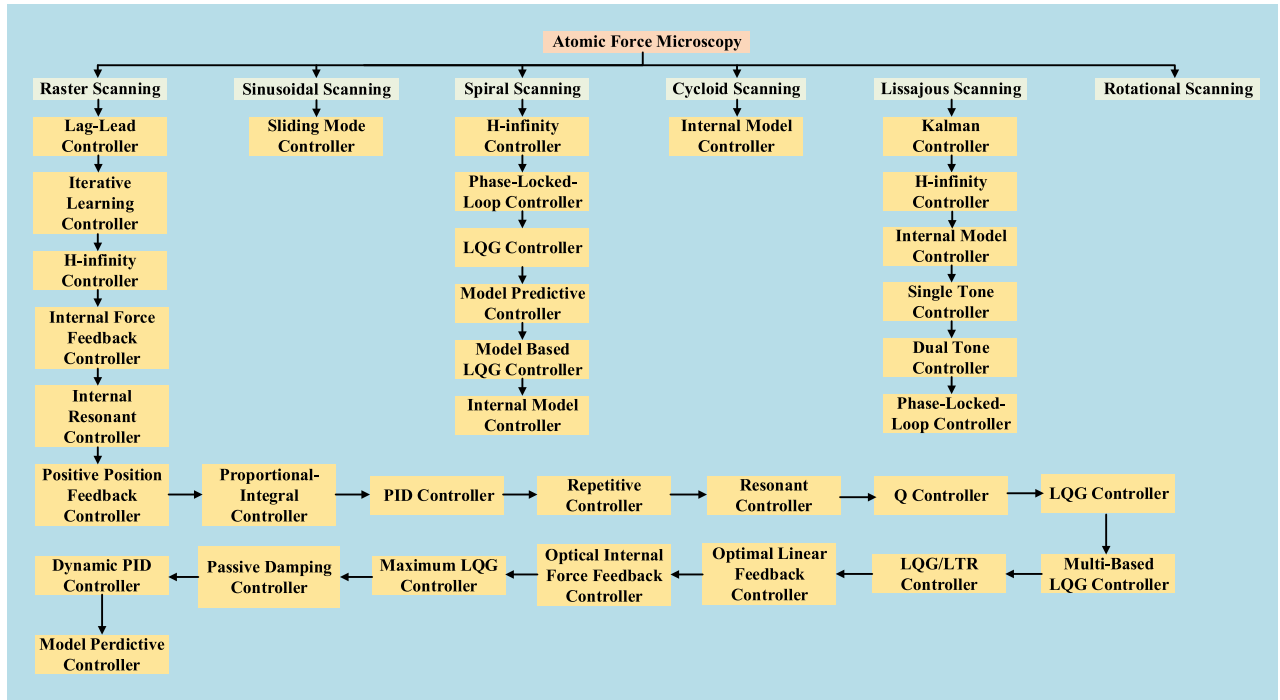 Atomic Force Microscopy
Raster Scanning
Sinusoidal Scanning
Spiral Scanning
Cycloid Scanning
Lissajous Scanning
Rotational Scanning
Lag-Lead
Controller
Iterative
Learning
Controller
H-infinity
Controller
Internal Force
Feedback
Controller
Internal
Resonant
Controller
Sliding Mode
Controller
H-infinity
Controller
Phase-Locked-
Loop Controller
LQG Controller
Model Predictive
Controller
Model Based
LQG Controller
Internal Model
Controller
Internal Model
Controller
Kalman
Controller
H-infinity
Controller
Internal Model
Controller
Single Tone
Controller
Dual Tone
Controller
Phase-Locked-
Loop Controller
Positive Position
Feedback
Controller
Proportional-
Integral
Controller
PID Controller
Repetitive
Controller
Resonant
Controller
Q Controller
LQG Controller
Multi-Based
LQG Controller
LQG/LTR
Controller
Optimal Linear
Feedback
Controller
Optical Internal
Force Feedback
Controller
Maximum LQG
Controller
Passive Damping
Controller
Dynamic PID
Controller
Model Perdictive
Controller